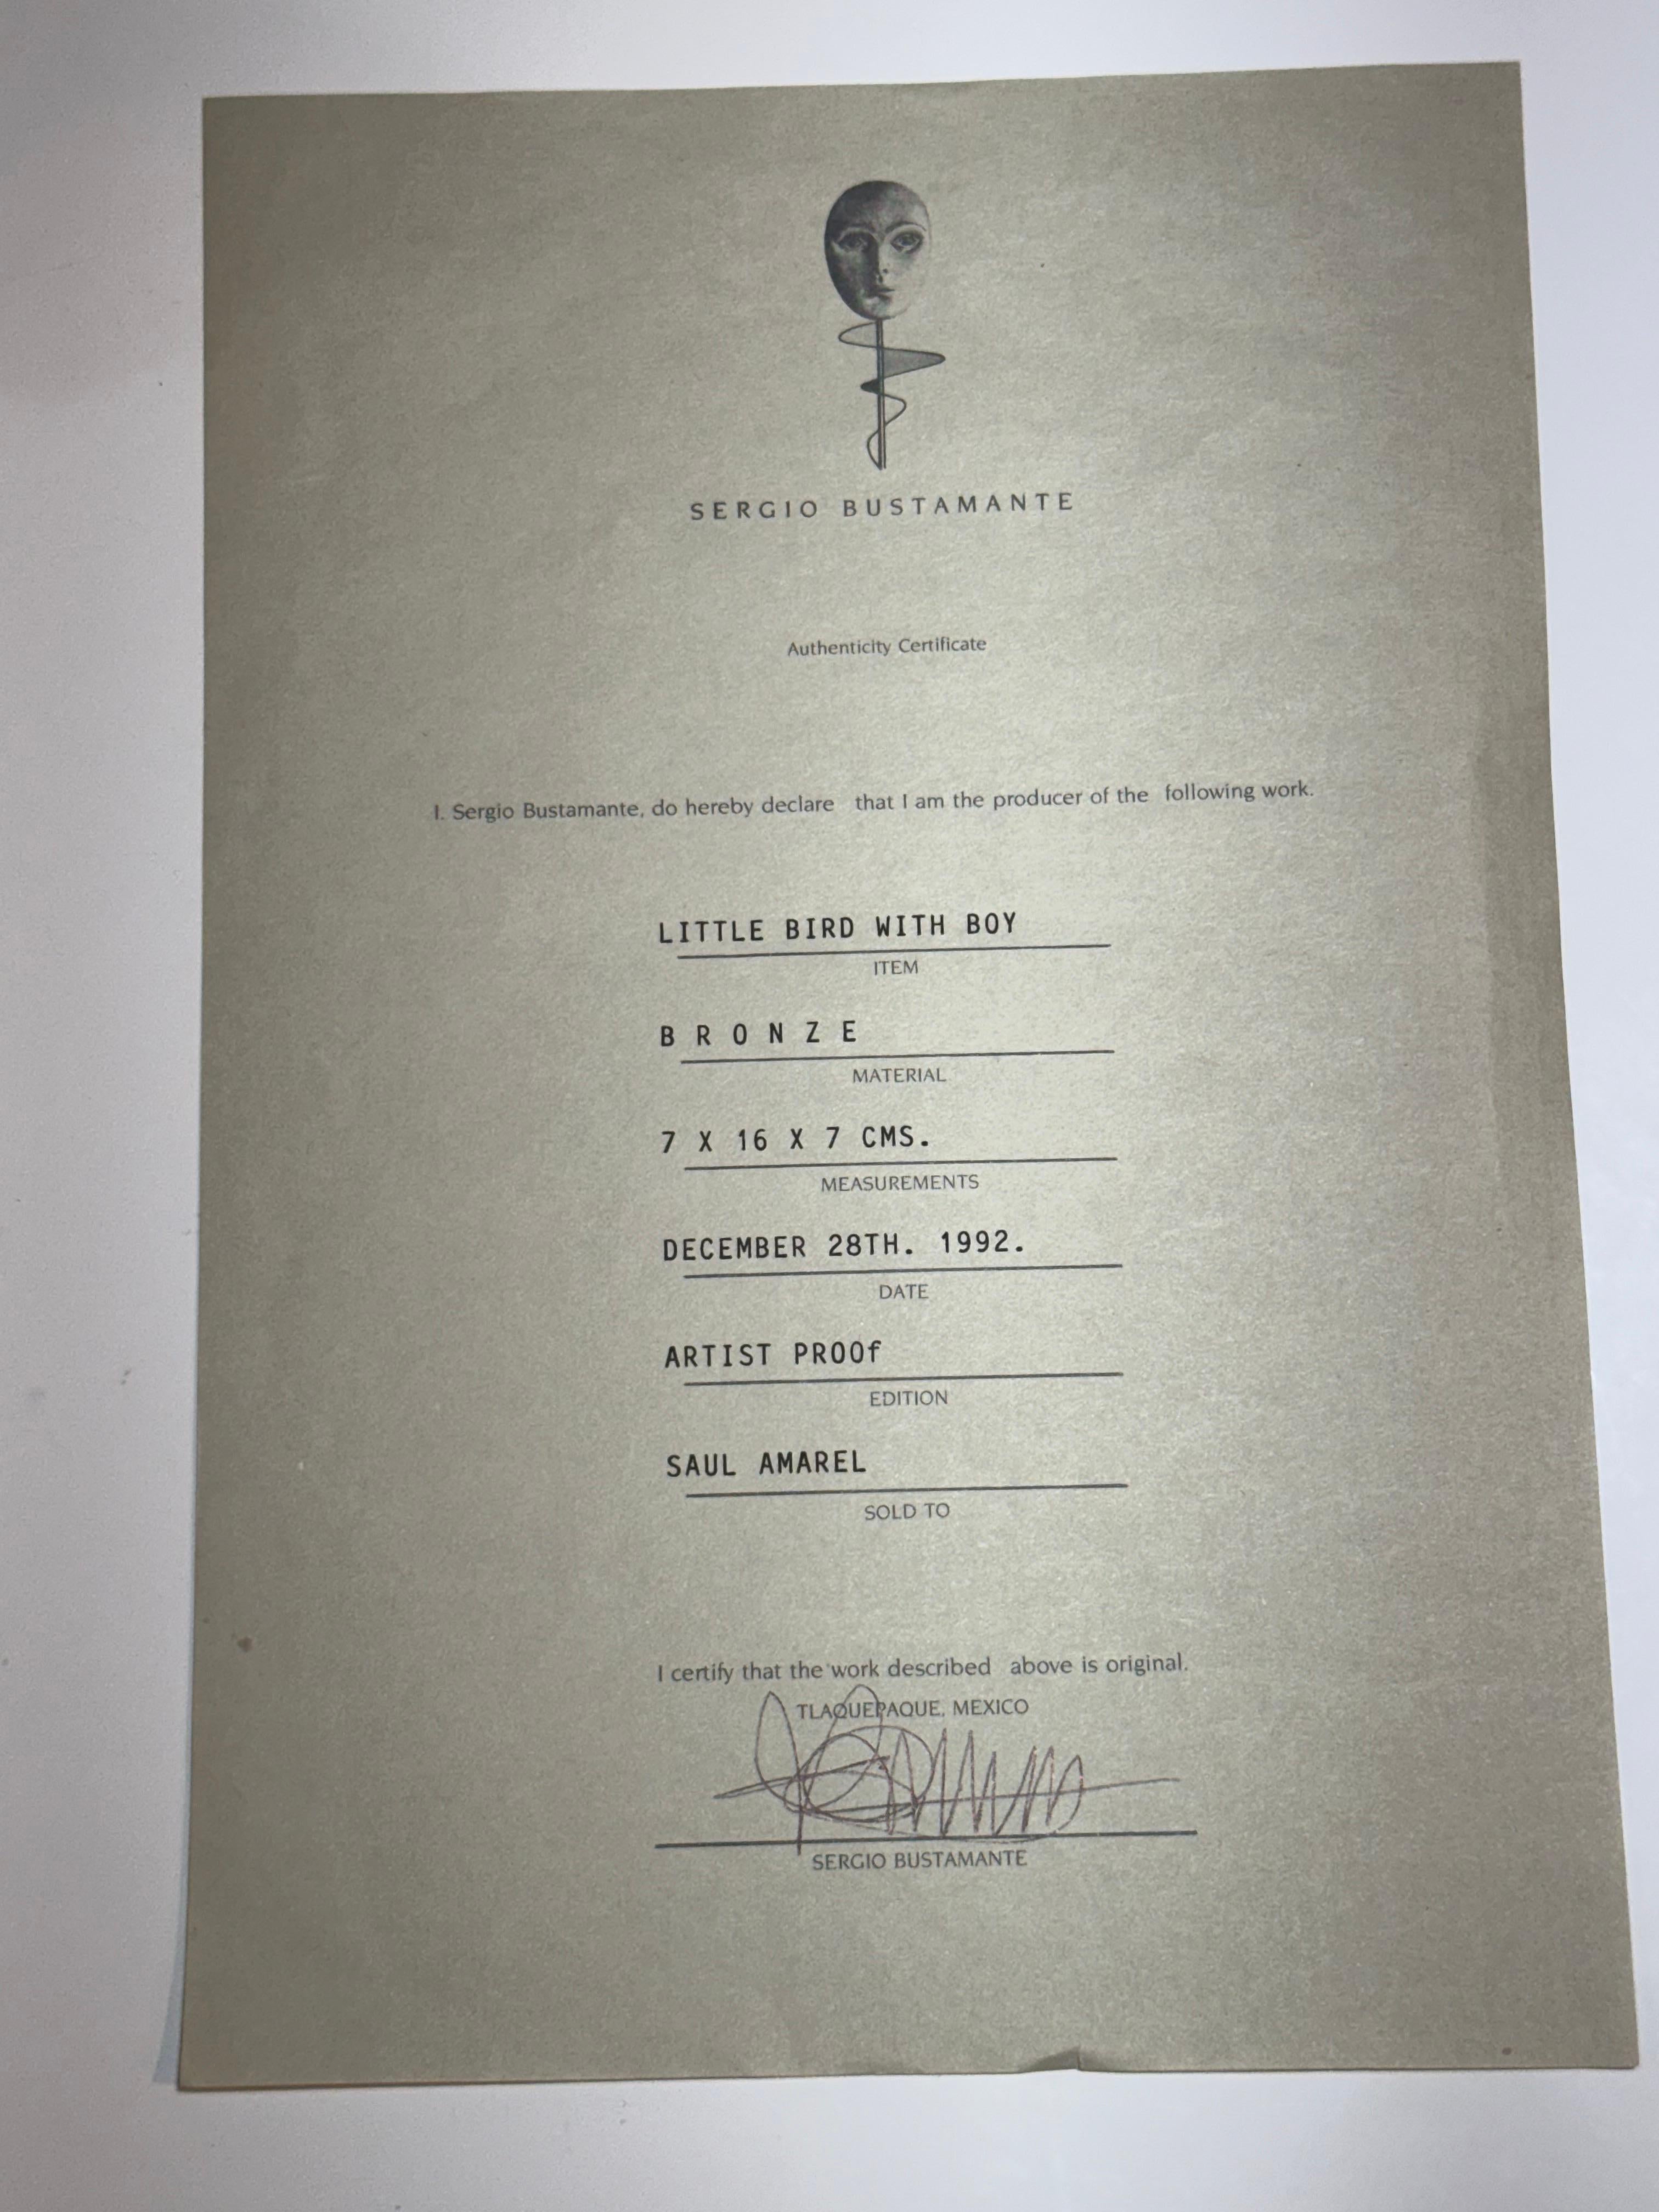 SERGIO BUSTAMANTE
Authenticity Certificate
I. Sergio Bustamante, do hereby declare that I am the producer of the following work.
LITTLE BIRD WITH BOY
ITEM
B R O N Z E
MATERIAL
7 X 16 X 7 CMS.
MEASUREMENTS
DECEMBER 28TH. 1992.
DATE
ARTIST PROOf
EDITION
SAUL AMAREL
SOLD TO
I certify that the work described above is original.
TLAQUEPAQUE, MEXICO
SERGIO BUSTAMANTE